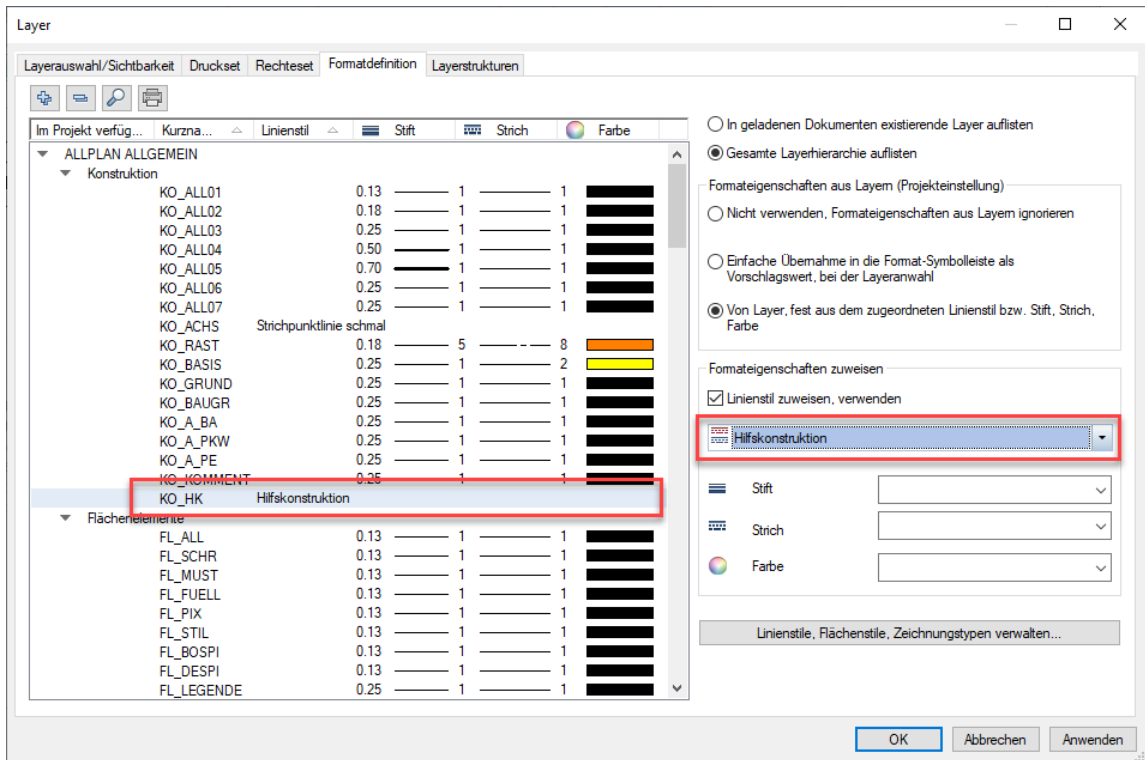 Layer
Layerauswahl/Sichtbarkeit Druckset Rechteset Formatdefinition Layerstrukturen
Im Projekt verfüg... Kurzna... Linienstil Stift Strich Farbe
ALLPLAN ALLGEMEIN
Konstruktion
KO_ALL01 0.13 1 1
KO_ALL02 0.18 1 1
KO_ALL03 0.25 1 1
KO_ALL04 0.50 1 1
KO_ALL05 0.70 1 1
KO_ALL06 0.25 1 1
KO_ALL07 0.25 1 1
KO_ACHS Strichpunktlinie schmal
KO_RAST 0.18 5 8
KO_BASIS 0.25 1 2
KO_GRUND 0.25 1 1
KO_BAUGR 0.25 1 1
KO_A_BA 0.25 1 1
KO_A_PKW 0.25 1 1
KO_A_PE 0.25 1 1
KO_KOMMENT 0.25 1 1
KO_HK Hilfskonstruktion
Flächenelemente
FL_ALL 0.13 1 1
FL_SCHR 0.13 1 1
FL_MUST 0.13 1 1
FL_FUELL 0.13 1 1
FL_PIX 0.13 1 1
FL_STIL 0.13 1 1
FL_BOSPI 0.13 1 1
FL_DESPI 0.13 1 1
FL_LEGENDE 0.25 1 1
In geladenen Dokumenten existierende Layer auflisten
Gesamte Layerhierarchie auflisten
Formateigenschaften aus Layern (Projekteinstellung)
Nicht verwenden, Formateigenschaften aus Layern ignorieren
Einfache Übernahme in die Format-Symbolleiste als
Vorschlagswert, bei der Layeranwahl
Von Layer, fest aus dem zugeordneten Linienstil bzw. Stift, Strich,
Farbe
Formateigenschaften zuweisen
Linienstil zuweisen, verwenden
Hilfskonstruktion
Stift
Strich
Farbe
Linienstile, Flächenstile, Zeichnungstypen verwalten...
OK Abbrechen Anwenden